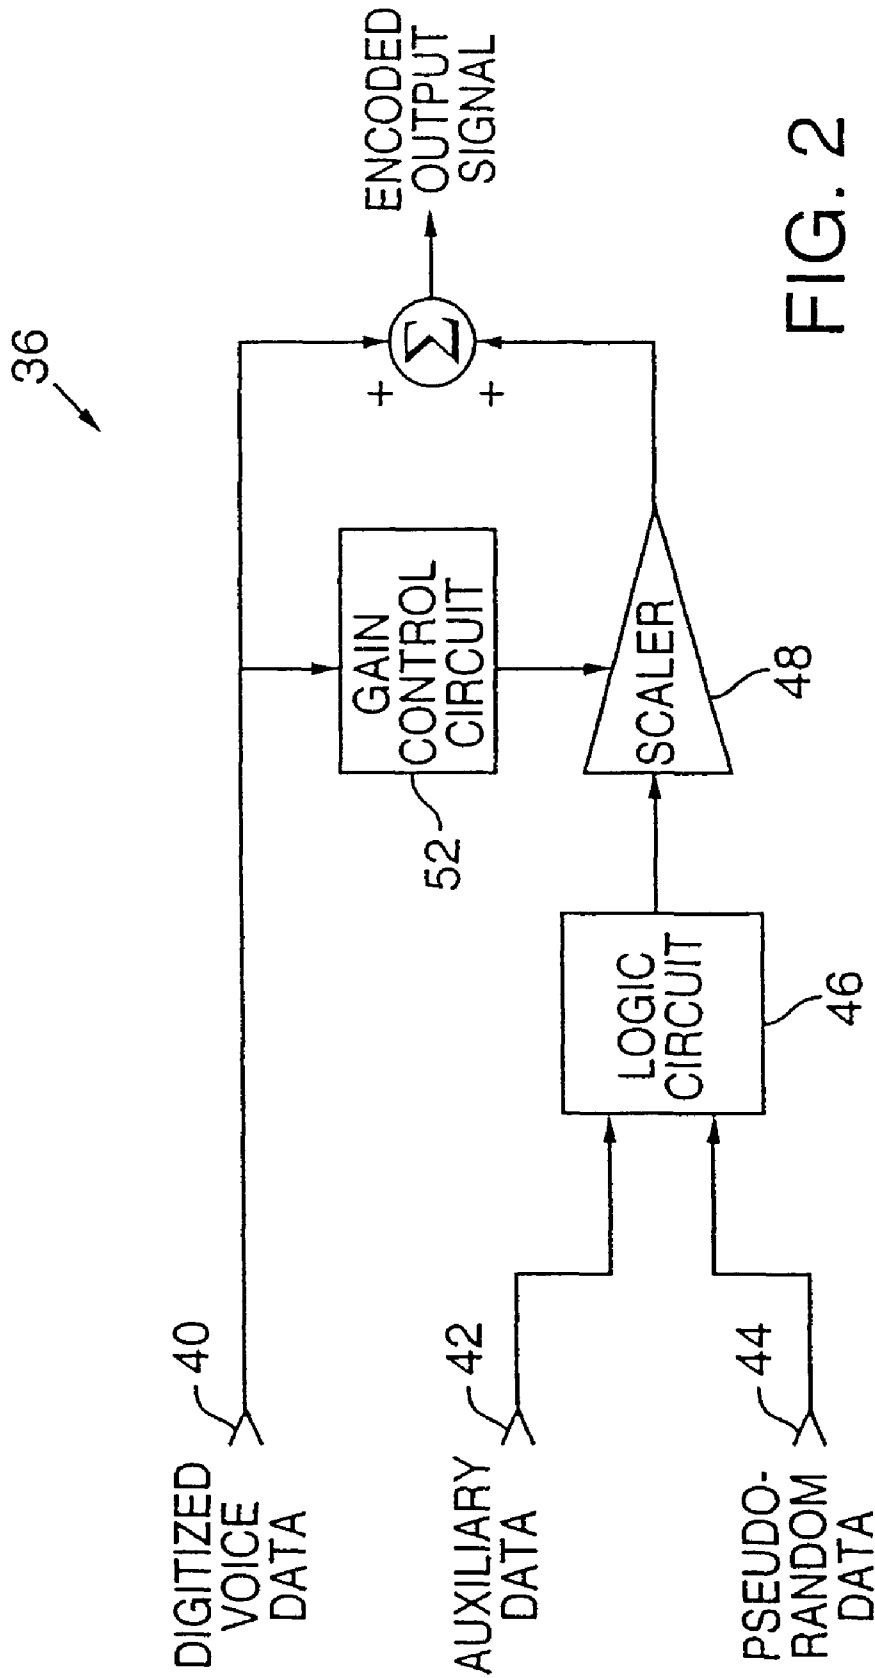 36
DIGITIZED
VOICE
DATA
40
GAIN
CONTROL
CIRCUIT
52
+
Σ
+
ENCODED
OUTPUT
SIGNAL
AUXILIARY
DATA
42
LOGIC
CIRCUIT
46
SCALER
48
PSEUDO-
RANDOM
DATA
44
FIG. 2